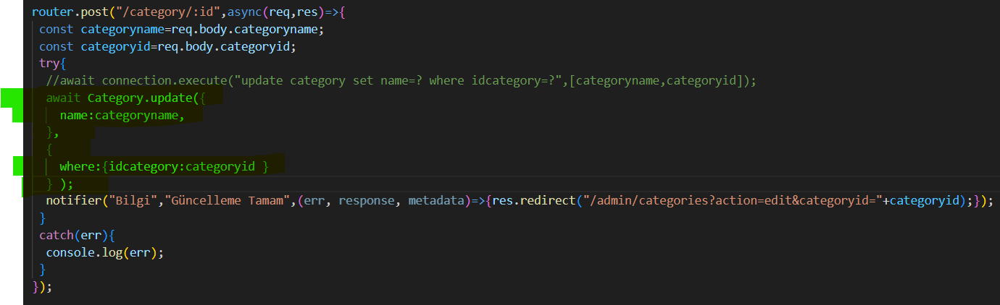 router.post("/category/:id",async(req,res)=>{
const categoryname=req.body.categoryname;
const categoryid=req.body.categoryid;
try{
//await connection.execute("update category set name=? where idcategory=?",[categoryname,categoryid]);
await Category.update({
name:categoryname,
},
{
where:{idcategory:categoryid }
} );
notifier("Bilgi","Güncelleme Tamam",(err, response, metadata)=>{res.redirect("/admin/categories?action=edit&categoryid="+categoryid);});
}
catch(err){
console.log(err);
}
});